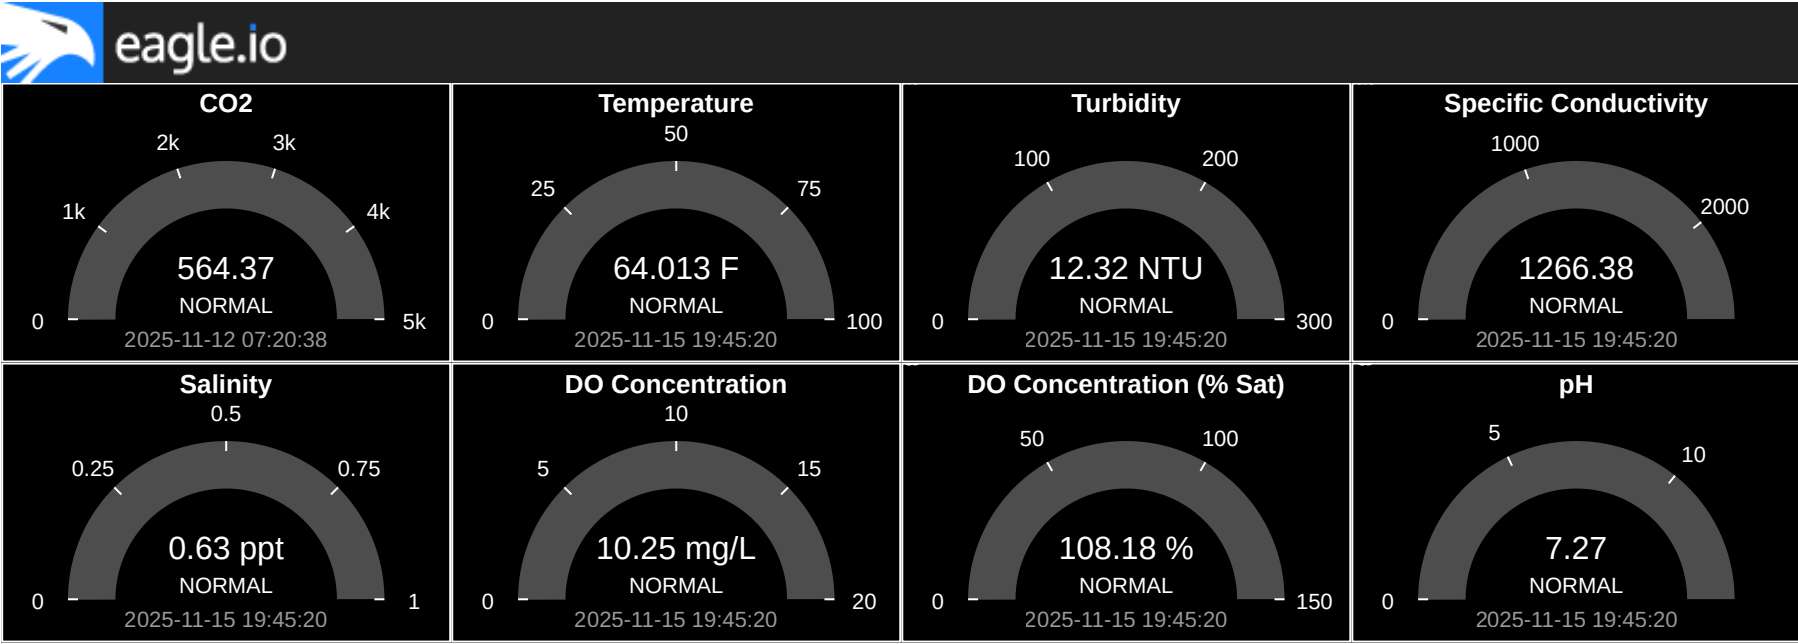 eagle.io
CO2
2k
3k
1k
4k
564.37
NORMAL
0
5k
2025-11-12 07:20:38
Temperature
50
25
75
64.013 F
NORMAL
0
100
2025-11-15 19:45:20
Turbidity
100
200
12.32 NTU
NORMAL
0
300
2025-11-15 19:45:20
Specific Conductivity
1000
2000
1266.38
NORMAL
0
2025-11-15 19:45:20
Salinity
0.5
0.25
0.75
0.63 ppt
NORMAL
0
1
2025-11-15 19:45:20
DO Concentration
10
5
15
10.25 mg/L
NORMAL
0
20
2025-11-15 19:45:20
DO Concentration (% Sat)
50
100
108.18 %
NORMAL
0
150
2025-11-15 19:45:20
pH
5
10
7.27
NORMAL
0
2025-11-15 19:45:20